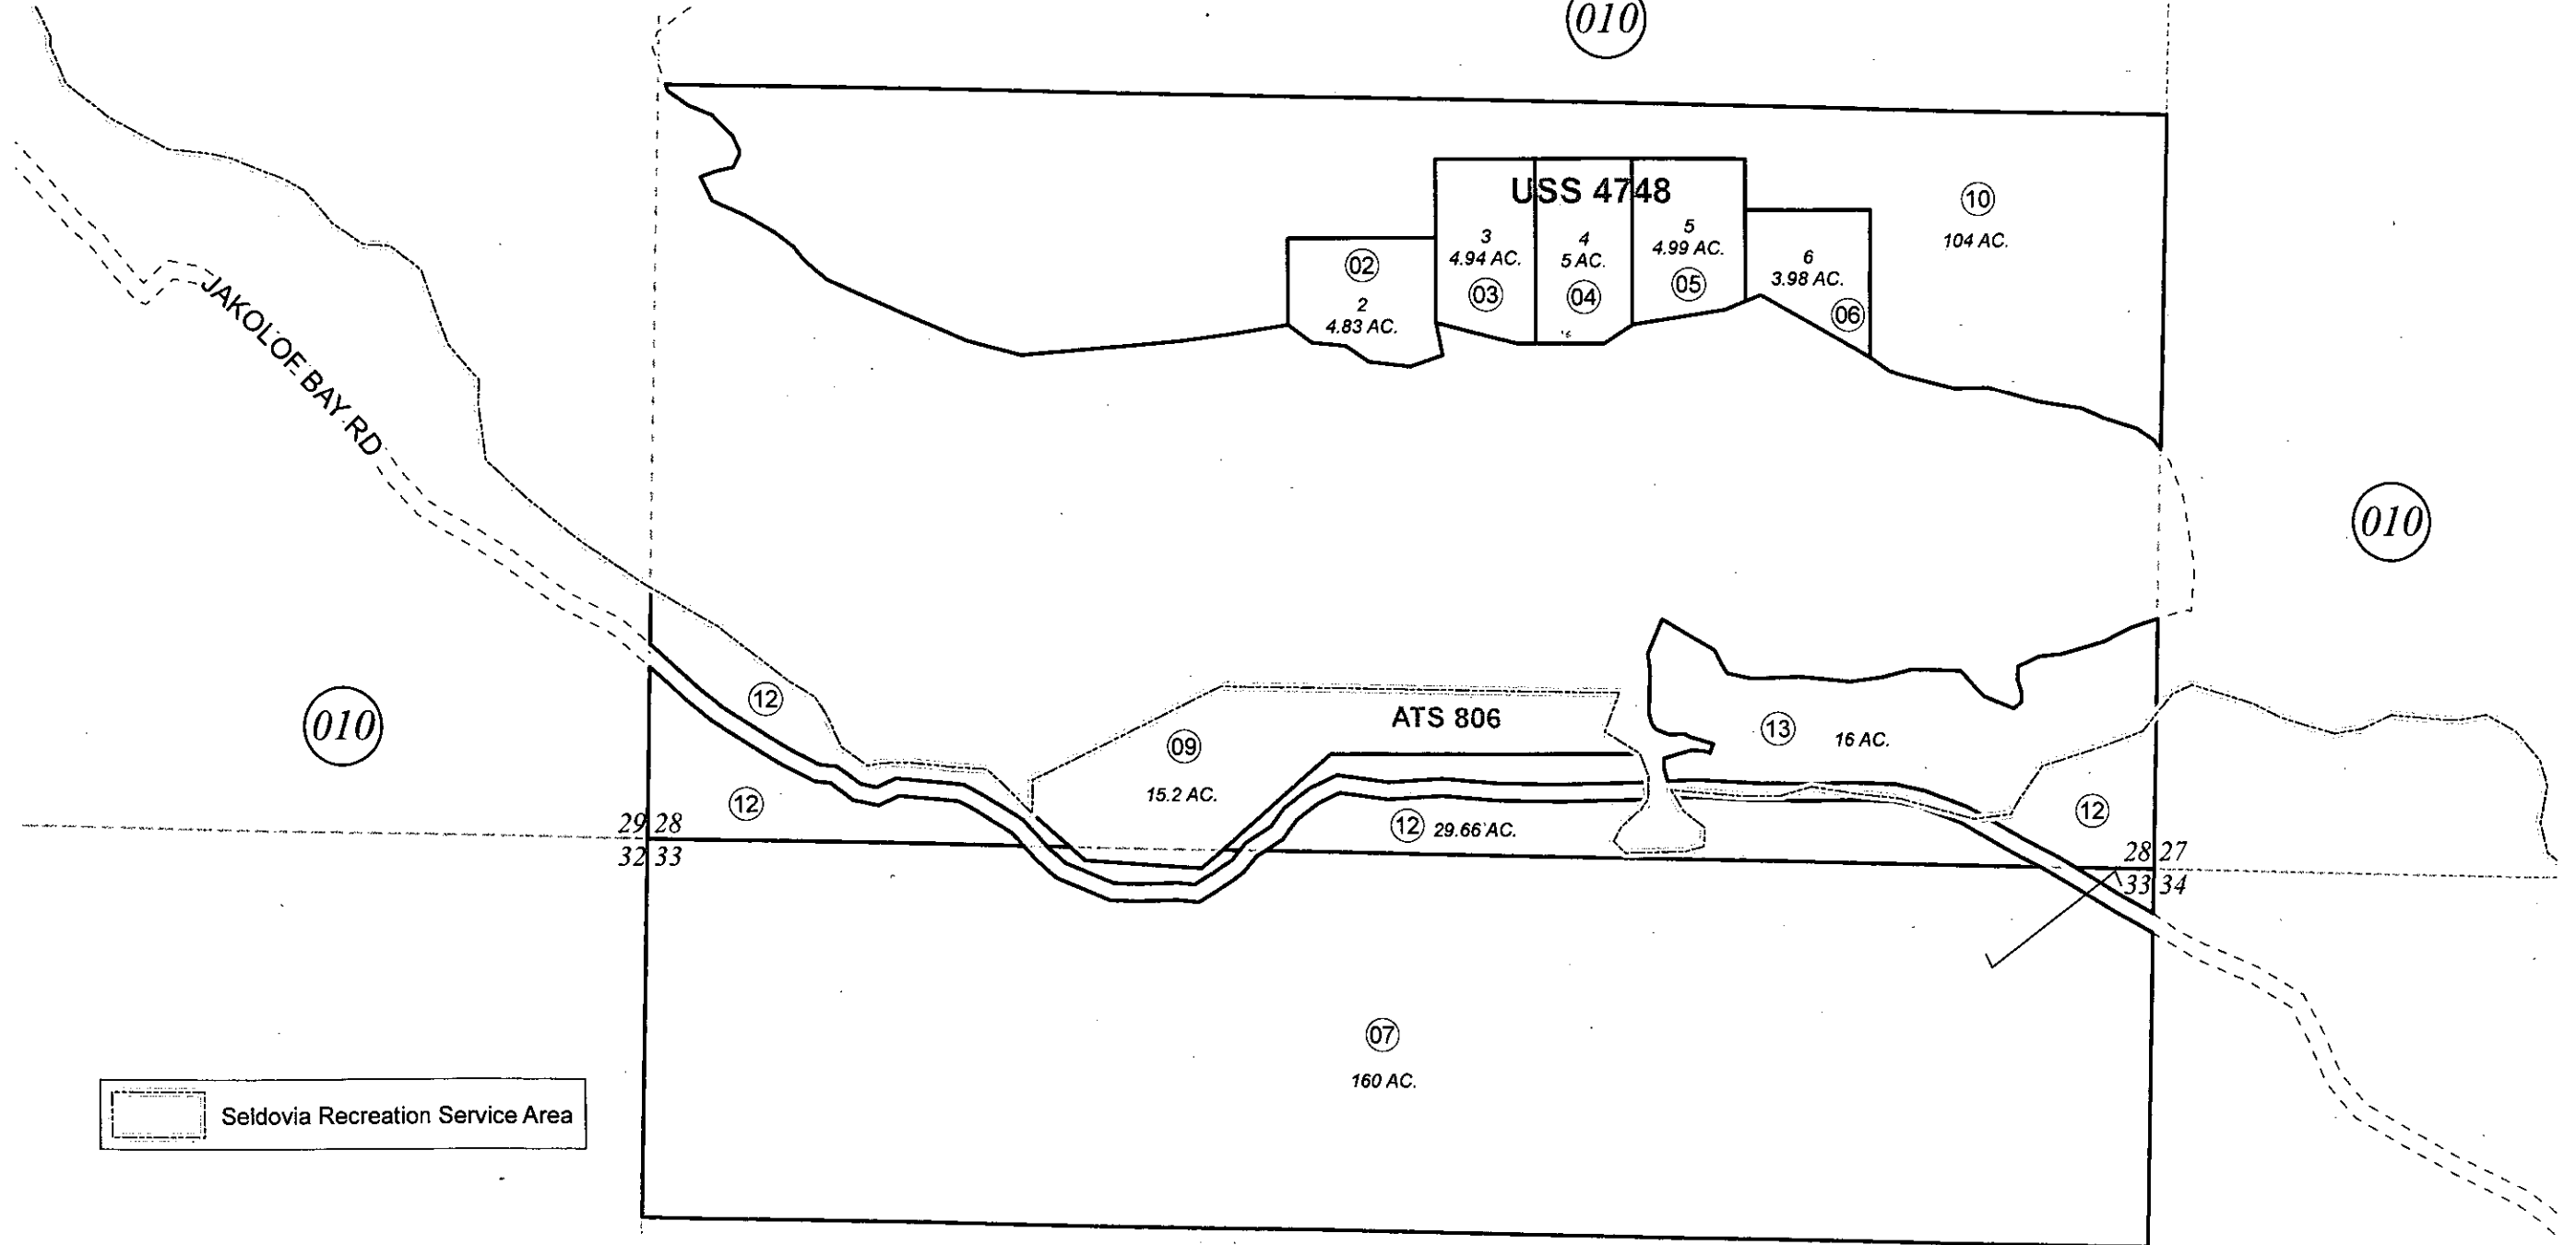 010
USS 4748
10
104 AC.
02
2
4.83 AC.
3
4.94 AC.
03
4
5 AC.
04
5
4.99 AC.
05
6
3.98 AC.
06
JAKOLOF BAY RD
010
010
12
12
09
15.2 AC.
ATS 806
13
16 AC.
12 29.66 AC.
12
29 28
32 33
28 27
33 34
07
160 AC.
Seldovia Recreation Service Area